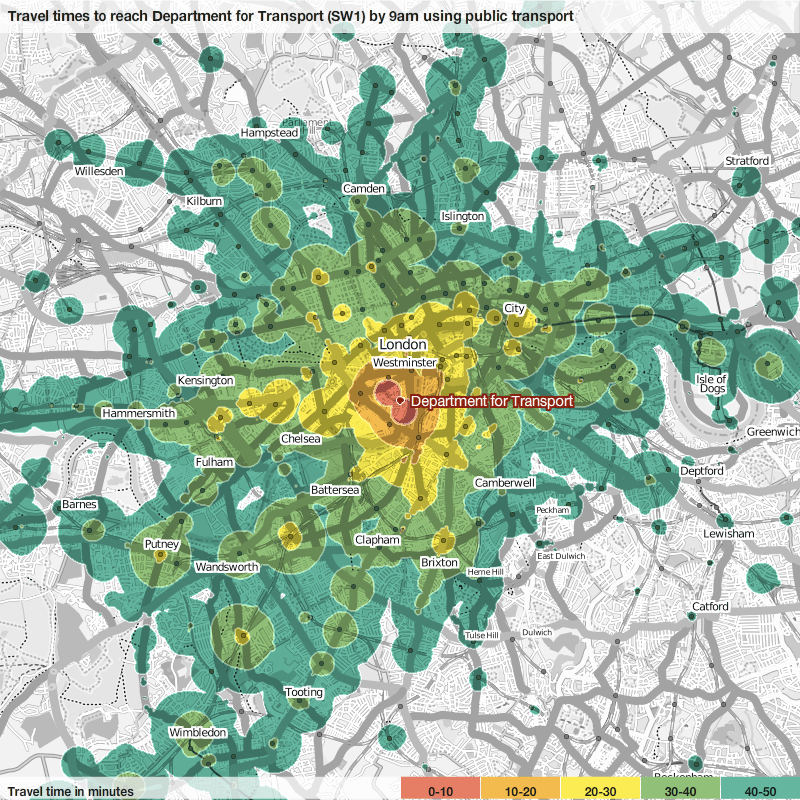 Travel times to reach Department for Transport (SW1) by 9am using public transport
Hampstead
Parliament
Hill
Willesden
Stratford
Kilburn
Camden
Islington
City
London
Westminster
Kensington
Isle of
Dogs
Department for Transport
Hammersmith
Chelsea
Greenwich
Fulham
Deptford
Battersea
Camberwell
Barnes
Peckham
Lewisham
Putney
Clapham
East Dulwich
Wandsworth
Brixton
Herne Hill
Catford
Tulse Hill
Dulwich
Tooting
Wimbledon
Beckenham
Travel time in minutes
0-10
10-20
20-30
30-40
40-50